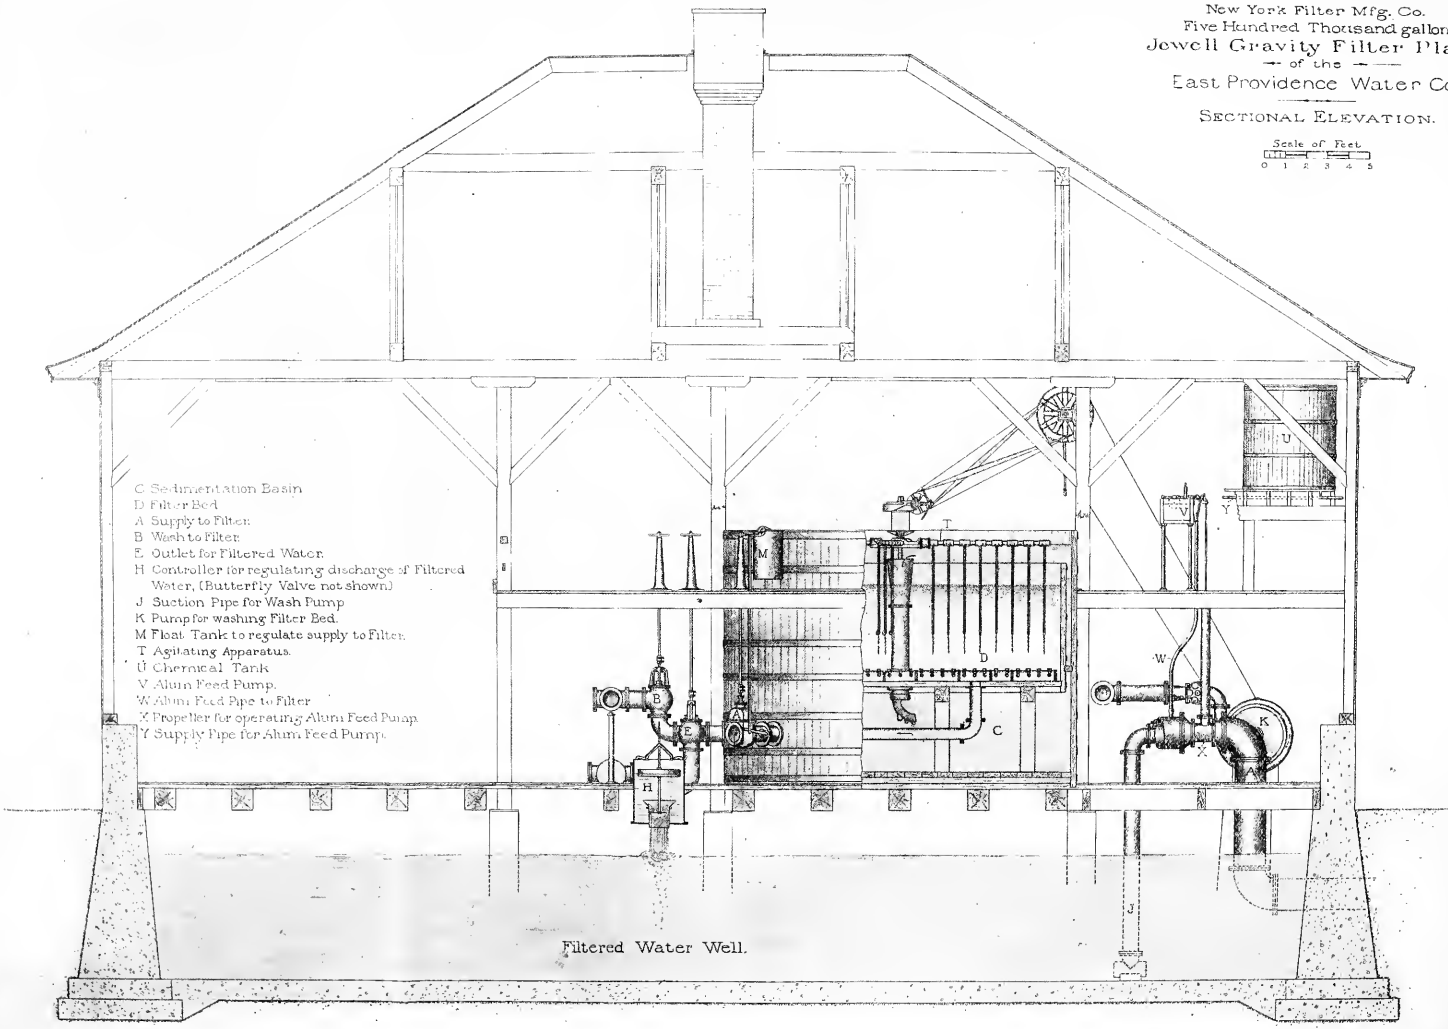 New York Filter Mfg. Co.
Five Hundred Thousand gallon
Jewell Gravity Filter Pla
of the
East Providence Water Co
SECTIONAL ELEVATION.
Scale of Feet
0 1 2 3 4 5
C Sedimentation Basin
D Filter Bed
A Supply to Filter.
B Wash to Filter.
E Outlet for Filtered Water.
H Controller for regulating discharge of Filtered
Water, (Butterfly Valve not shown)
J Suction Pipe for Wash Pump
K Pump for washing Filter Bed.
M Float Tank to regulate supply to Filter.
T Agitating Apparatus.
U Chemical Tank
V Alum Feed Pump.
W Alum Feed Pipe to Filter
X Propeller for operating Alum Feed Pump
Y Supply Pipe for Alum Feed Pump.
U
Y
V
T
M
D
W
B
A
E
C
K
X
A
H
J
Filtered Water Well.